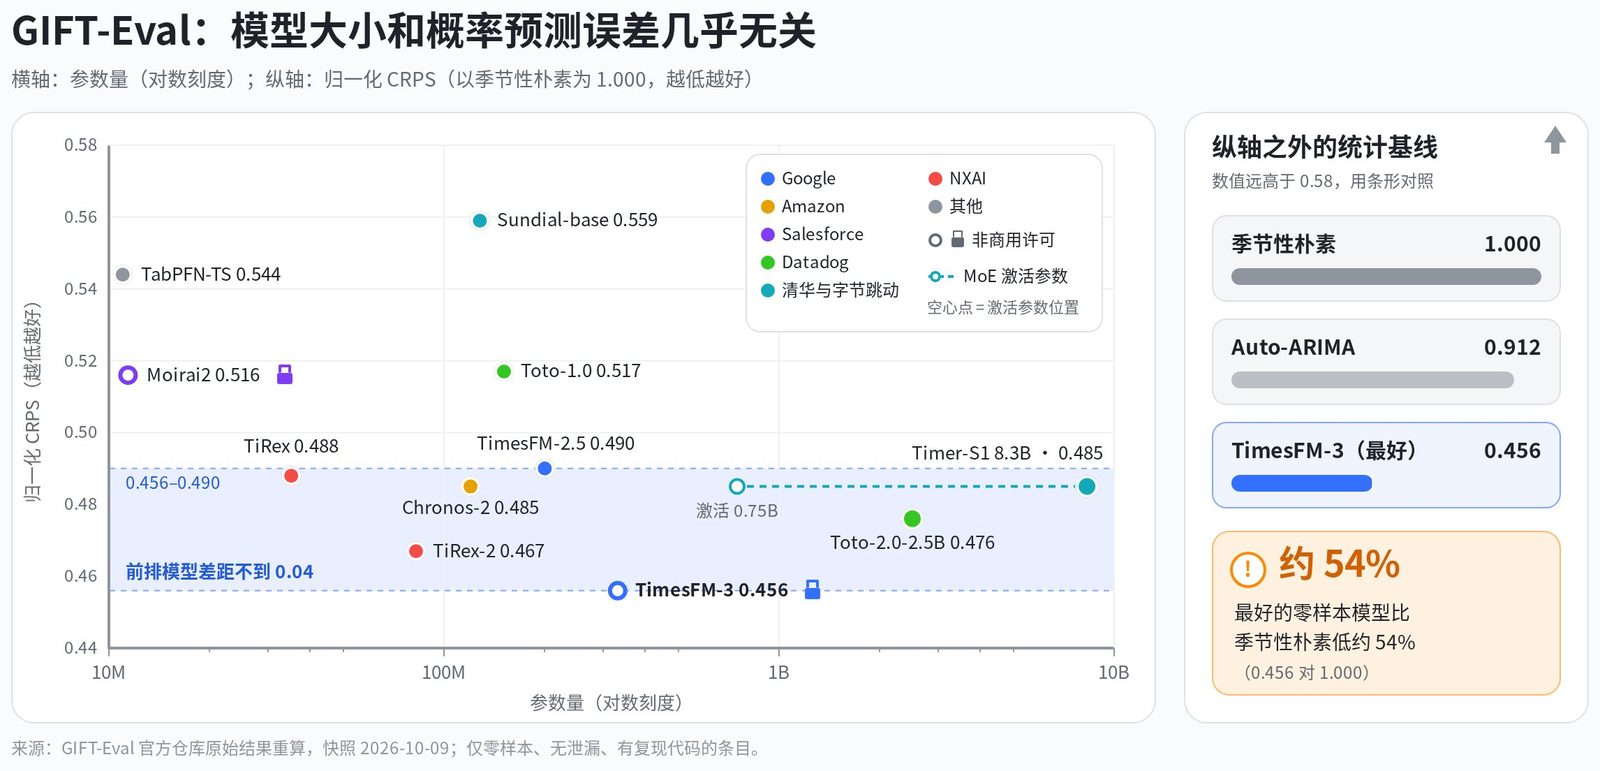 GIFT-Eval：模型大小和概率预测误差几乎无关
横轴：参数量（对数刻度）；纵轴：归一化 CRPS（以季节性朴素为 1.000，越低越好）
归一化 CRPS（越低越好）
0.58
0.56
0.54
0.52
0.50
0.48
0.46
0.44
Sundial-base 0.559
TabPFN-TS 0.544
Moirai2 0.516
Toto-1.0 0.517
TiRex 0.488
TimesFM-2.5 0.490
Timer-S1 8.3B · 0.485
0.456–0.490
Chronos-2 0.485
激活 0.75B
Toto-2.0-2.5B 0.476
TiRex-2 0.467
前排模型差距不到 0.04
TimesFM-3 0.456
10M
100M
1B
10B
参数量（对数刻度）
Google
Amazon
Salesforce
Datadog
清华与字节跳动
NXAI
其他
非商用许可
MoE 激活参数
空心点 = 激活参数位置
纵轴之外的统计基线
数值远高于 0.58，用条形对照
季节性朴素 1.000
Auto-ARIMA 0.912
TimesFM-3（最好） 0.456
! 约 54%
最好的零样本模型比
季节性朴素低约 54%
（0.456 对 1.000）
来源：GIFT-Eval 官方仓库原始结果重算，快照 2026-10-09；仅零样本、无泄漏、有复现代码的条目。